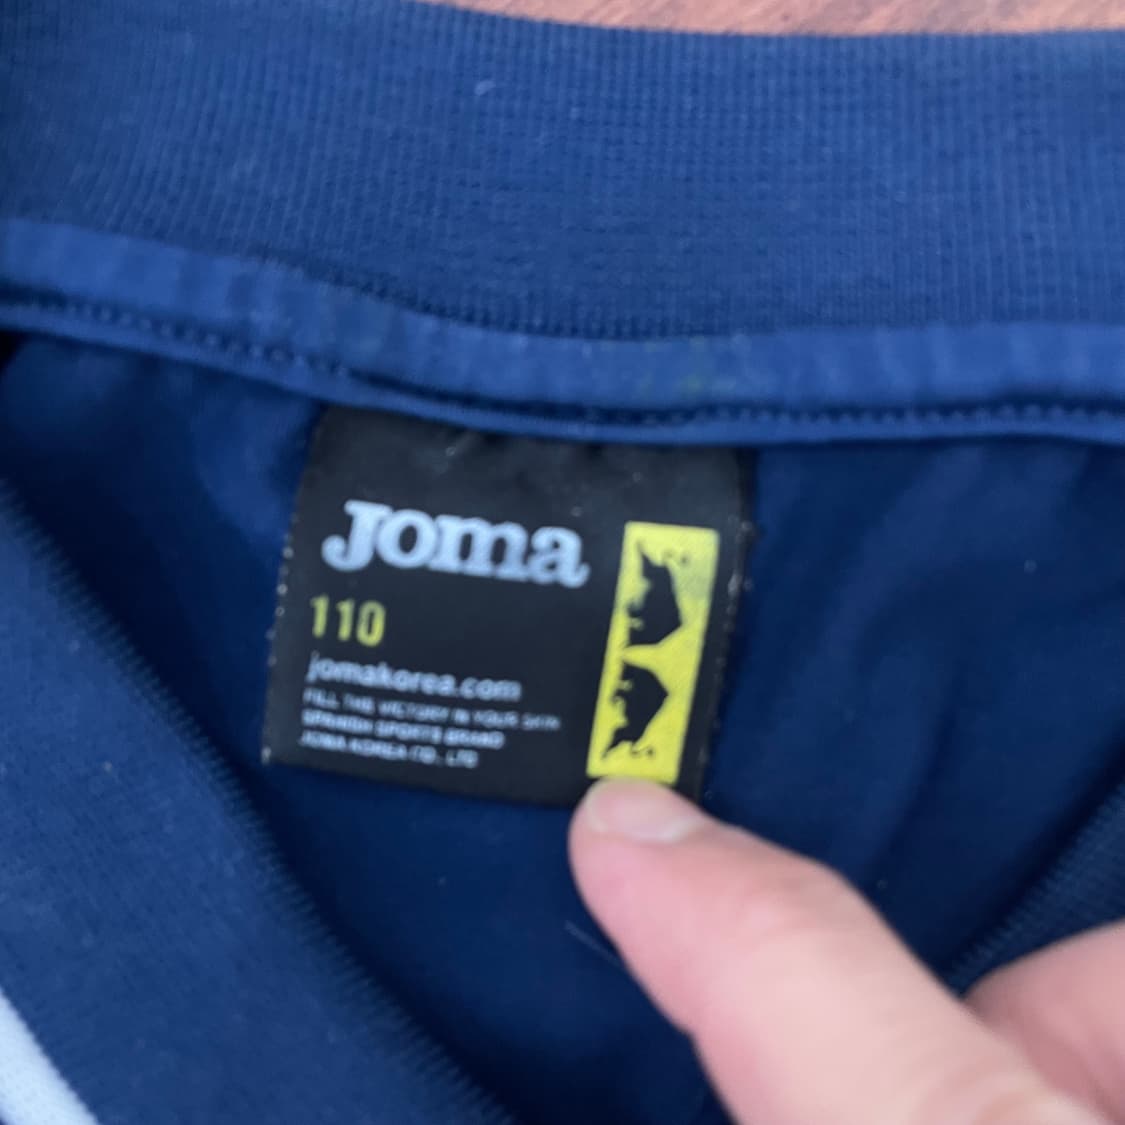 Joma
110
jomakorea.com
FILL THE VICTORY IN YOUR SKIN
SPANISH SPORTS BRAND
JOMA KOREA CO., LTD